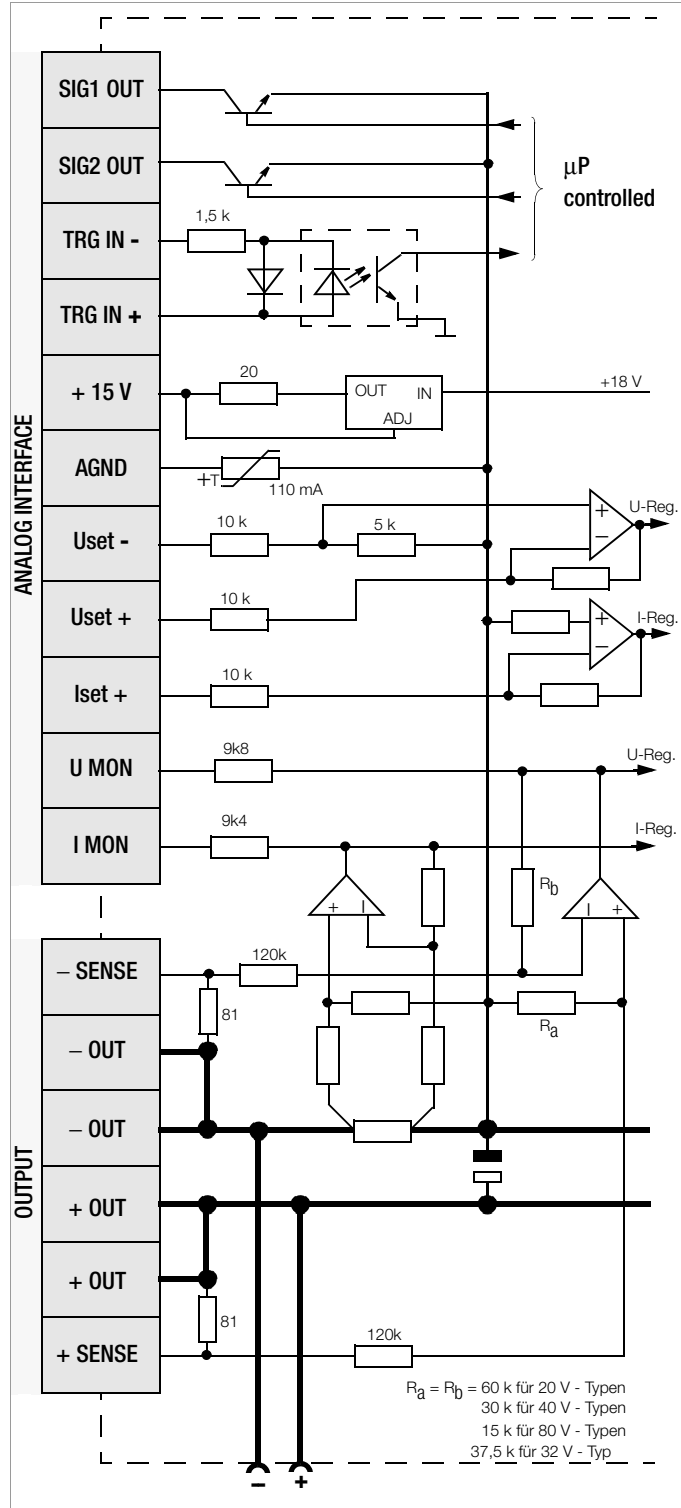 ANALOG INTERFACE
SIG1 OUT
SIG2 OUT
µP
controlled
TRG IN -
1,5 k
TRG IN +
+ 15 V
20
OUT IN
ADJ
+18 V
AGND
+T
110 mA
Uset -
10 k
5 k
+
−
U-Reg.
Uset +
10 k
+
−
I-Reg.
Iset +
10 k
U MON
9k8
U-Reg.
I MON
9k4
I-Reg.
+ −
Rb
− +
OUTPUT
− SENSE
120k
81
Ra
− OUT
− OUT
+ OUT
+ OUT
81
+ SENSE
120k
Ra = Rb = 60 k für 20 V - Typen
30 k für 40 V - Typen
15 k für 80 V - Typen
37,5 k für 32 V - Typ
− +